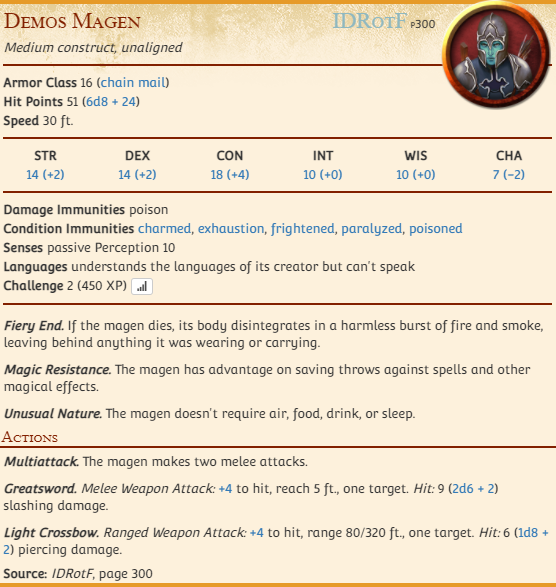 Demos Magen IDRotF p300
Medium construct, unaligned
Armor Class 16 (chain mail)
Hit Points 51 (6d8 + 24)
Speed 30 ft.
STR DEX CON INT WIS CHA
14 (+2) 14 (+2) 18 (+4) 10 (+0) 10 (+0) 7 (−2)
Damage Immunities poison
Condition Immunities charmed, exhaustion, frightened, paralyzed, poisoned
Senses passive Perception 10
Languages understands the languages of its creator but can't speak
Challenge 2 (450 XP)
Fiery End. If the magen dies, its body disintegrates in a harmless burst of fire and smoke,
leaving behind anything it was wearing or carrying.
Magic Resistance. The magen has advantage on saving throws against spells and other
magical effects.
Unusual Nature. The magen doesn't require air, food, drink, or sleep.
Actions
Multiattack. The magen makes two melee attacks.
Greatsword. Melee Weapon Attack: +4 to hit, reach 5 ft., one target. Hit: 9 (2d6 + 2)
slashing damage.
Light Crossbow. Ranged Weapon Attack: +4 to hit, range 80/320 ft., one target. Hit: 6 (1d8 +
2) piercing damage.
Source: IDRotF, page 300